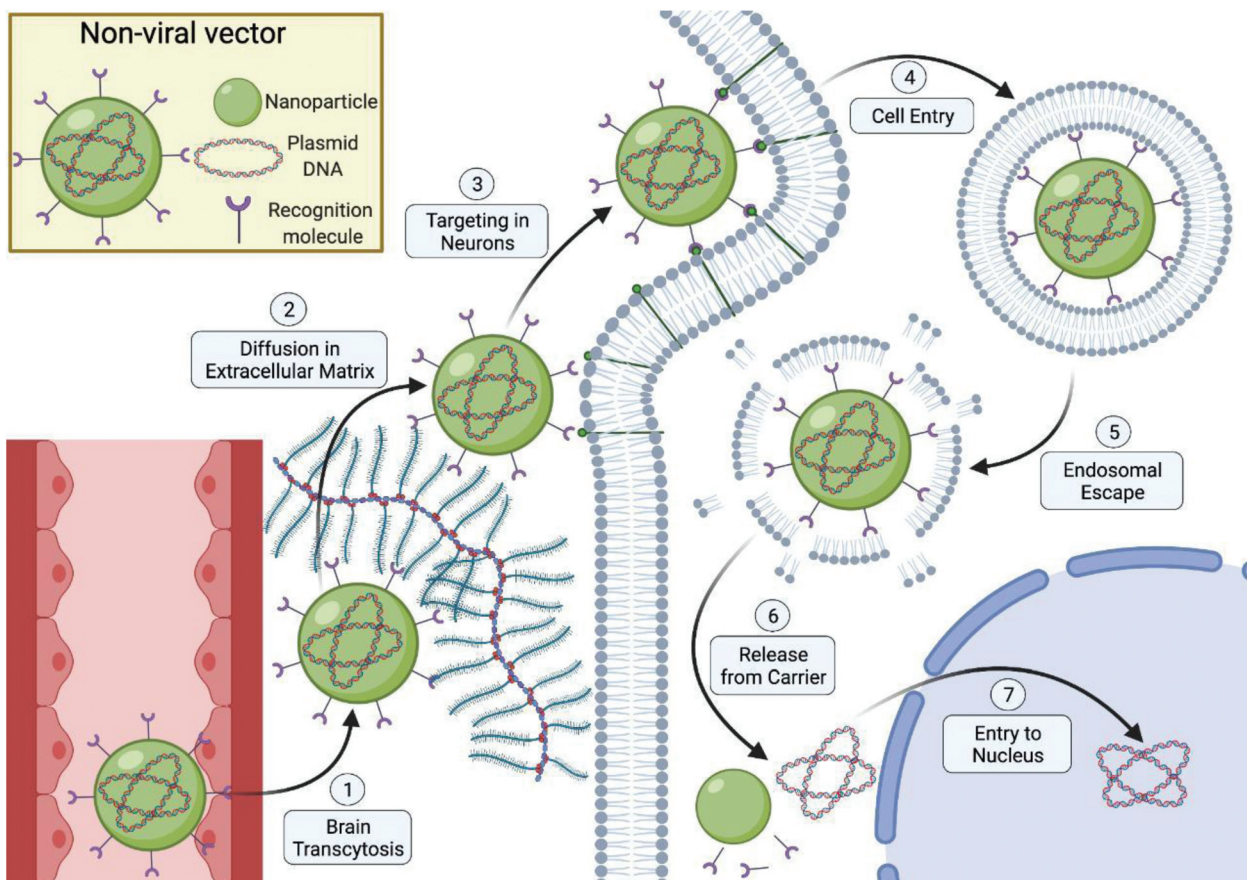 Non-viral vector
Nanoparticle
Plasmid
DNA
Recognition
molecule
1
Brain
Transcytosis
2
Diffusion in
Extracellular Matrix
3
Targeting in
Neurons
4
Cell Entry
5
Endosomal
Escape
6
Release
from Carrier
7
Entry to
Nucleus